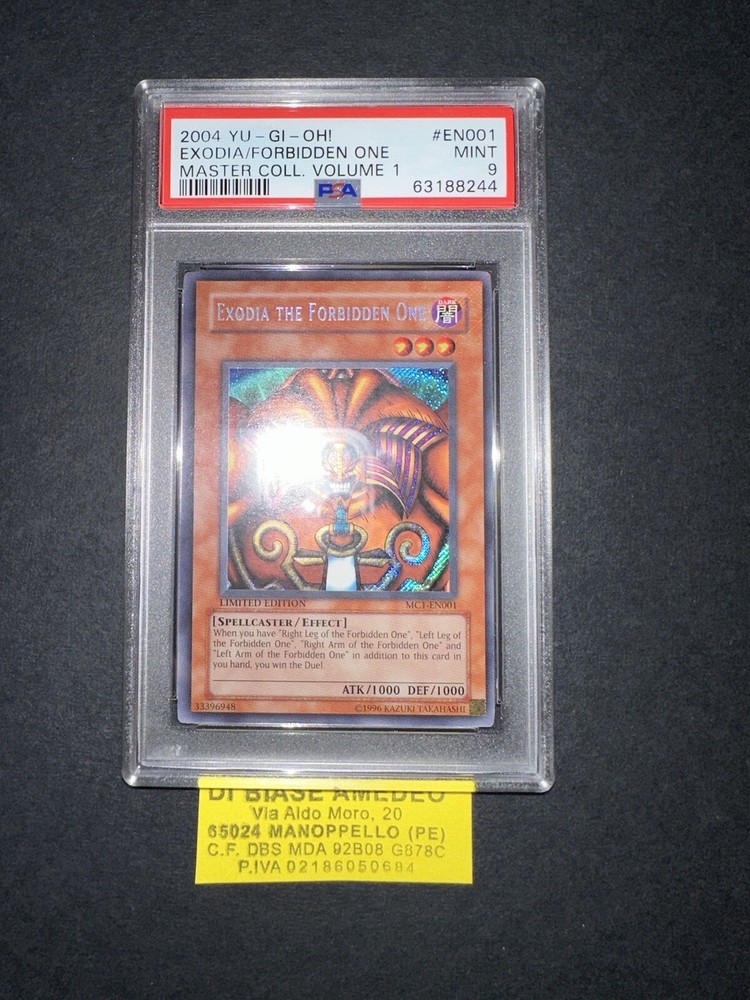 2004 YU-GI-OH! #EN001
EXODIA/FORBIDDEN ONE MINT
MASTER COLL. VOLUME 1 9
PSA 63188244
EXODIA THE FORBIDDEN ONE
DARK
闇
LIMITED EDITION MC1-EN001
[SPELLCASTER/EFFECT]
When you have "Right Leg of the Forbidden One", "Left Leg of
the Forbidden One", "Right Arm of the Forbidden One" and
"Left Arm of the Forbidden One" in addition to this card in
you hand, you win the Duel.
ATK/1000 DEF/1000
33396948 ©1996 KAZUKI TAKAHASHI
DI BIASE AMEDEO
Via Aldo Moro, 20
65024 MANOPPELLO (PE)
C.F. DBS MDA 92B08 G878C
P.IVA 02186050684